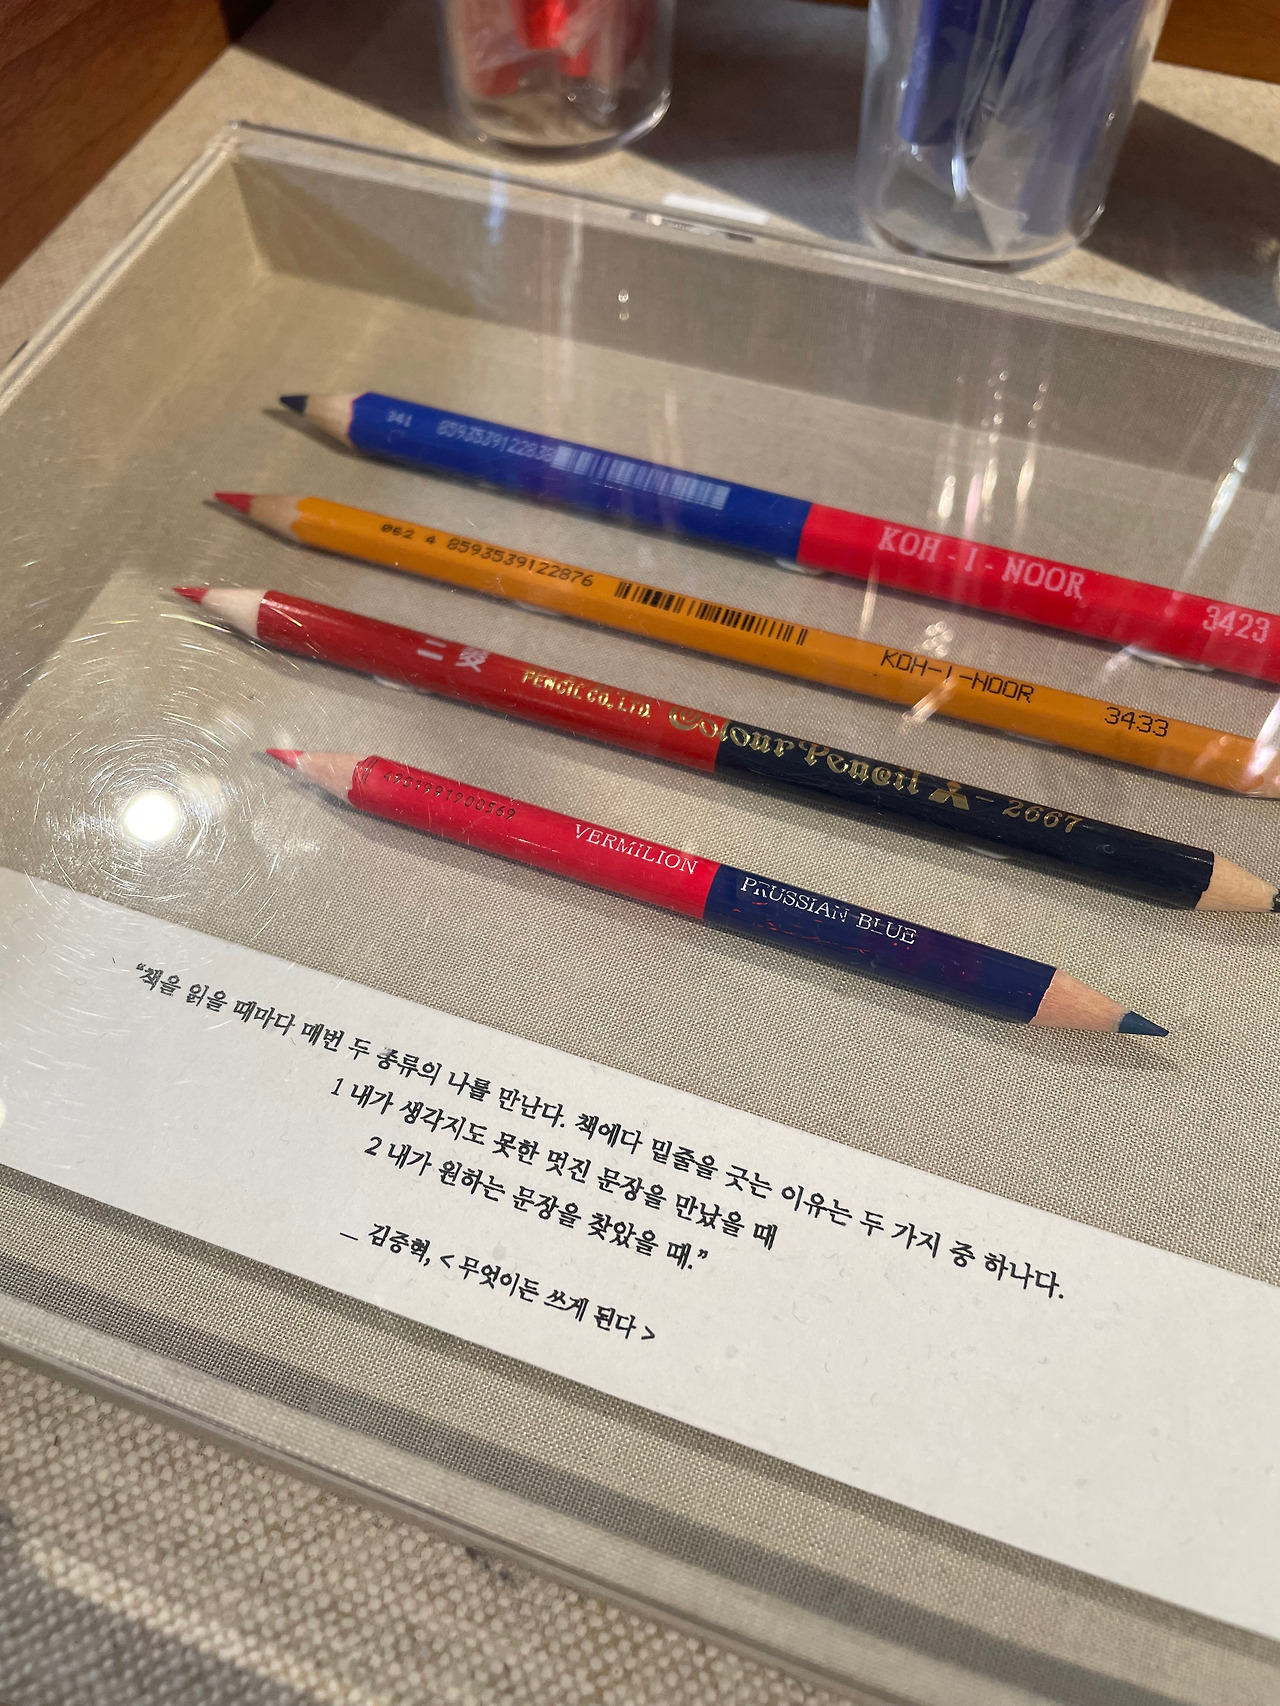 941 8593539122838
KOH-I-NOOR 3423
062 4 8593539122876
KOH-I-NOOR 3433
三菱 PENCIL CO., LTD. Colour Pencil - 2667
4901991900569 VERMILION PRUSSIAN BLUE
“책을 읽을 때마다 매번 두 종류의 나를 만난다. 책에다 밑줄을 긋는 이유는 두 가지 중 하나다.
1 내가 생각지도 못한 멋진 문장을 만났을 때
2 내가 원하는 문장을 찾았을 때.”
— 김중혁, < 무엇이든 쓰게 된다 >